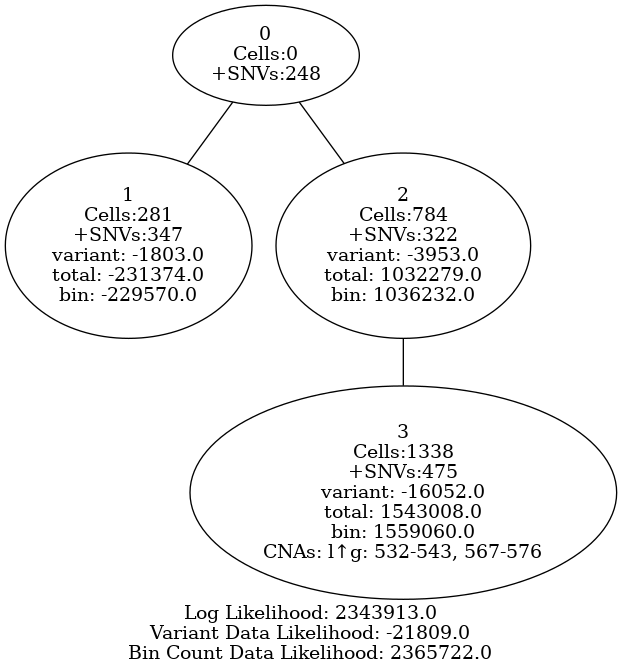 0
Cells:0
+SNVs:248
1
Cells:281
+SNVs:347
variant: -1803.0
total: -231374.0
bin: -229570.0
2
Cells:784
+SNVs:322
variant: -3953.0
total: 1032279.0
bin: 1036232.0
3
Cells:1338
+SNVs:475
variant: -16052.0
total: 1543008.0
bin: 1559060.0
CNAs: l↑g: 532-543, 567-576
Log Likelihood: 2343913.0
Variant Data Likelihood: -21809.0
Bin Count Data Likelihood: 2365722.0